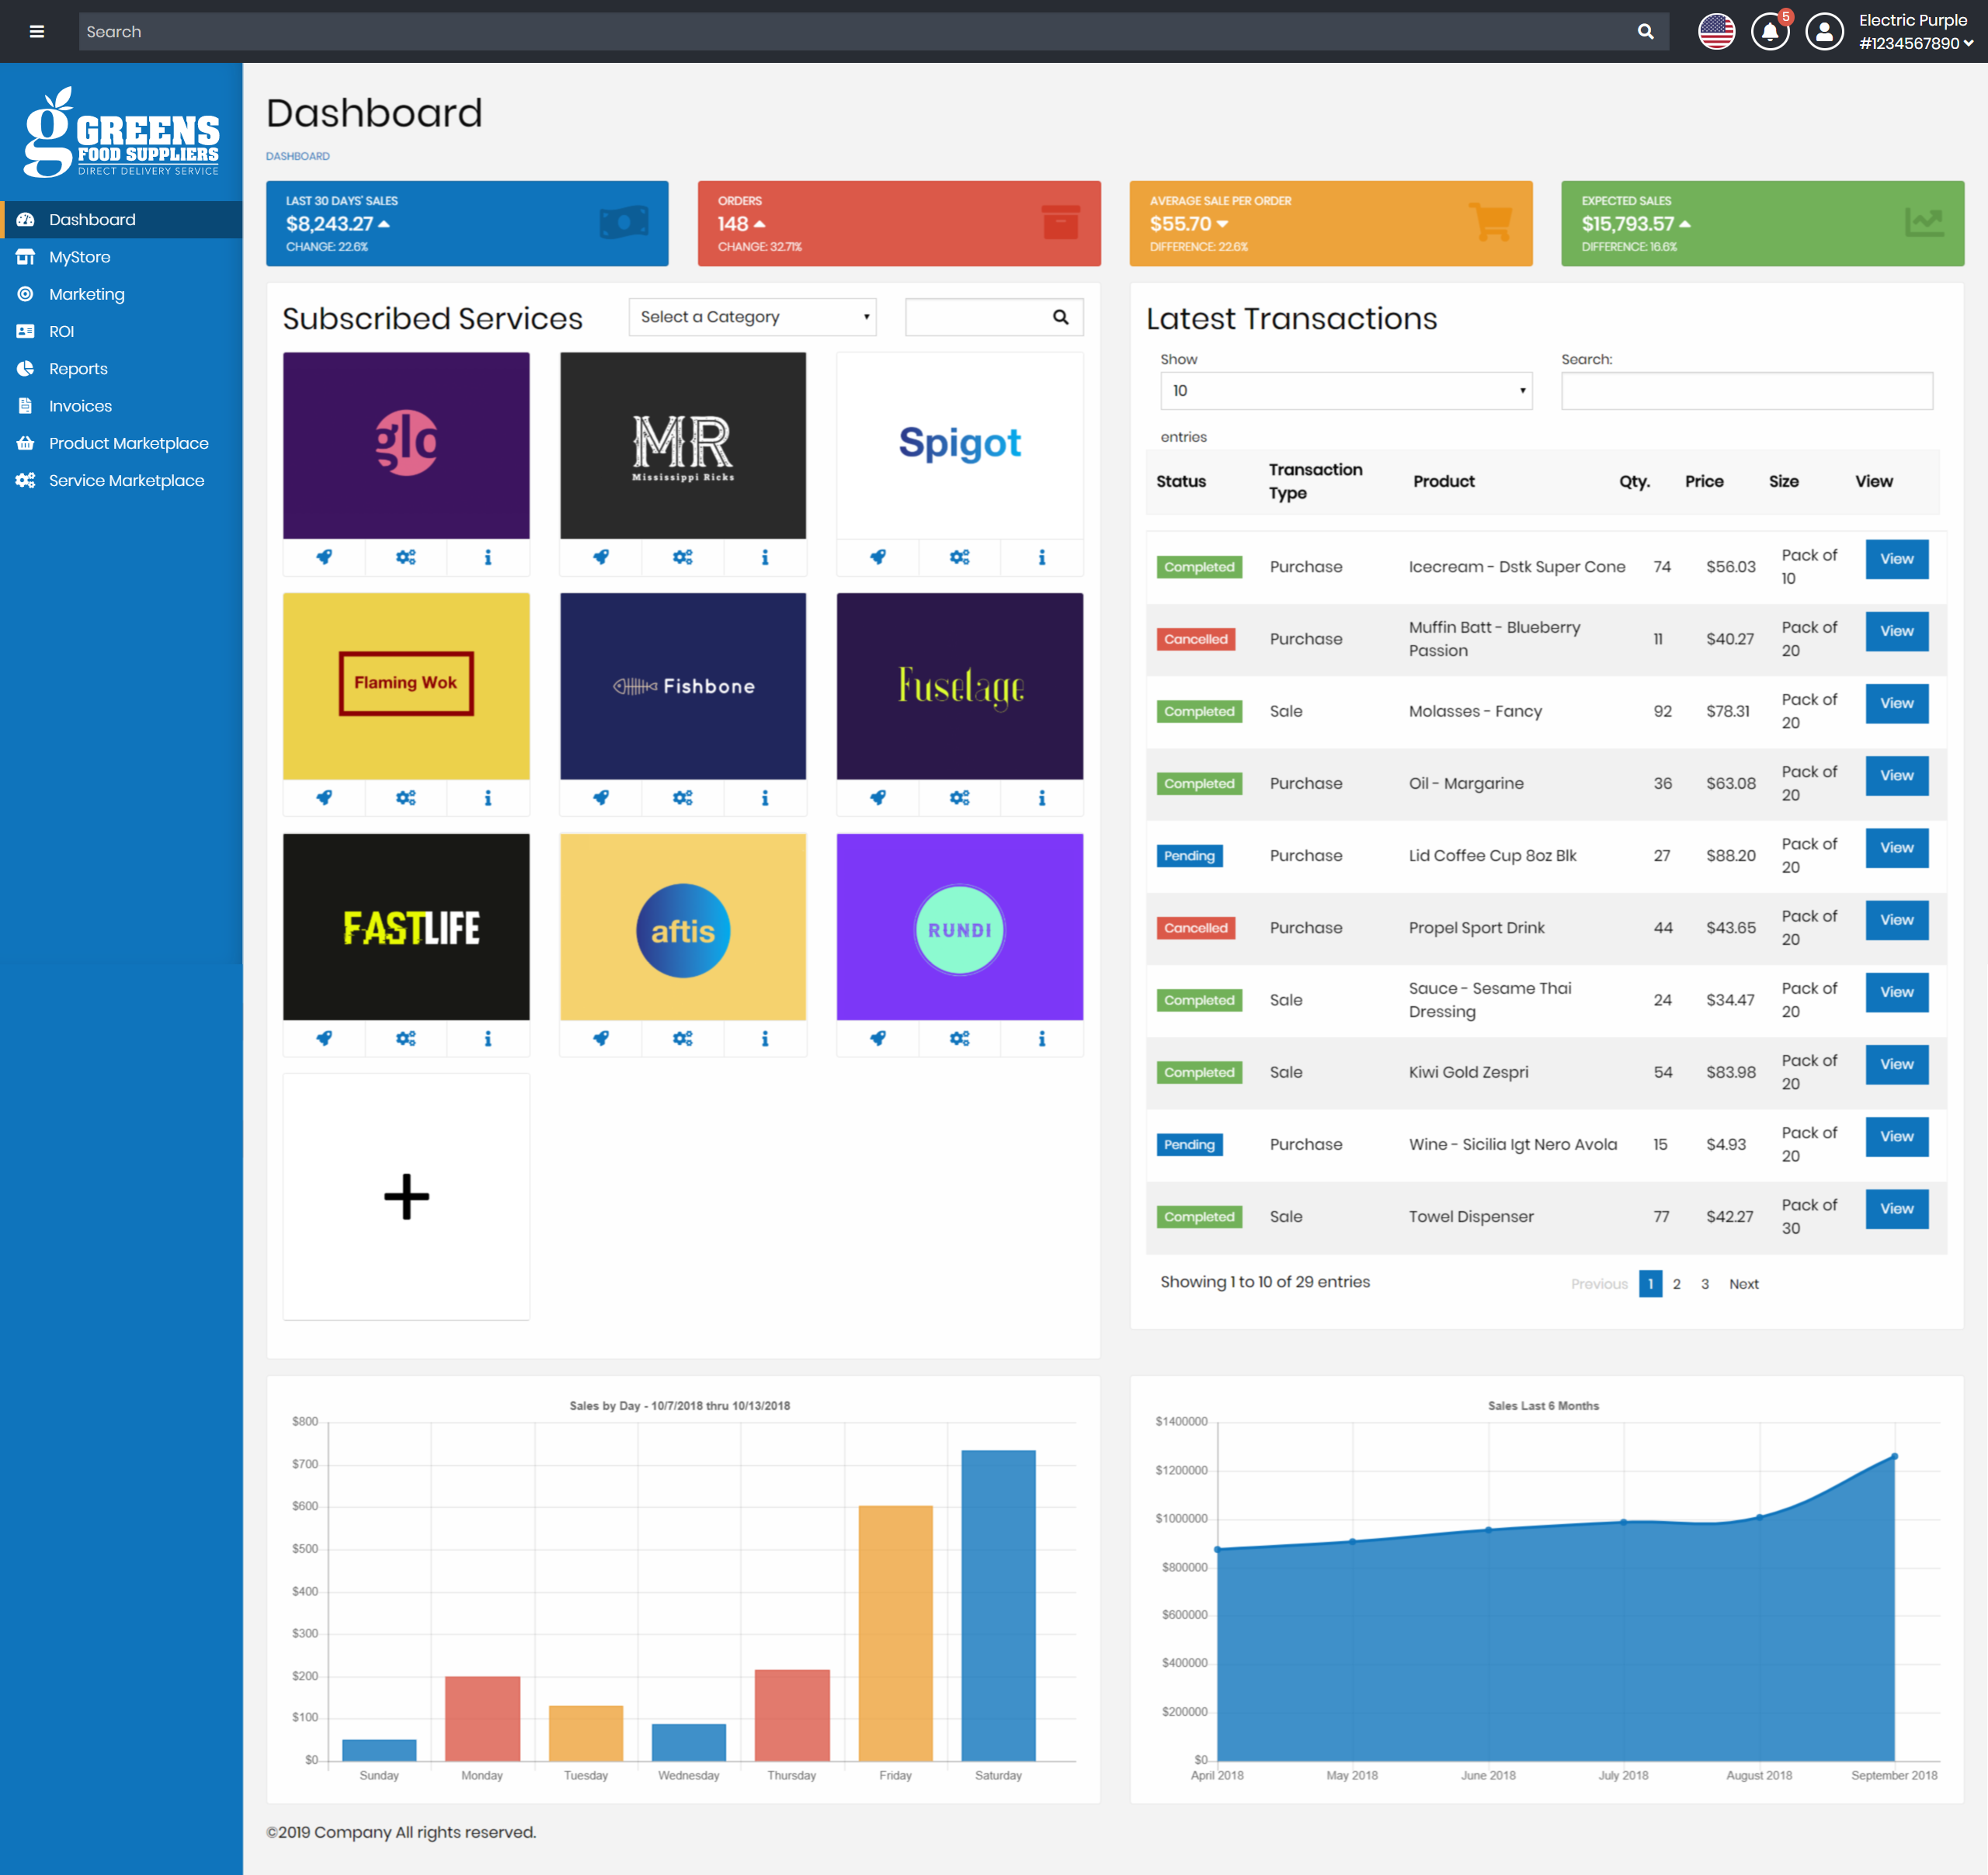 Search
5
Electric Purple
#1234567890
g GREENS
FOOD SUPPLIERS
DIRECT DELIVERY SERVICE
Dashboard
MyStore
Marketing
ROI
Reports
Invoices
Product Marketplace
Service Marketplace
Dashboard
DASHBOARD
LAST 30 DAYS' SALES
$8,243.27
CHANGE: 22.6%
ORDERS
148
CHANGE: 32.71%
AVERAGE SALE PER ORDER
$55.70
DIFFERENCE: 22.6%
EXPECTED SALES
$15,793.57
DIFFERENCE: 16.6%
Subscribed Services
Select a Category
glo
MR
Mississippi Ricks
Spigot
Flaming Wok
Fishbone
Fuselage
FASTLIFE
aftis
RUNDI
Latest Transactions
Show
10
entries
Search:
Status Transaction Type Product Qty. Price Size View
Completed Purchase Icecream - Dstk Super Cone 74 $56.03 Pack of 10 View
Cancelled Purchase Muffin Batt - Blueberry Passion 11 $40.27 Pack of 20 View
Completed Sale Molasses - Fancy 92 $78.31 Pack of 20 View
Completed Purchase Oil - Margarine 36 $63.08 Pack of 20 View
Pending Purchase Lid Coffee Cup 8oz Blk 27 $88.20 Pack of 20 View
Cancelled Purchase Propel Sport Drink 44 $43.65 Pack of 20 View
Completed Sale Sauce - Sesame Thai Dressing 24 $34.47 Pack of 20 View
Completed Sale Kiwi Gold Zespri 54 $83.98 Pack of 20 View
Pending Purchase Wine - Sicilia Igt Nero Avola 15 $4.93 Pack of 20 View
Completed Sale Towel Dispenser 77 $42.27 Pack of 30 View
Showing 1 to 10 of 29 entries
Previous 1 2 3 Next
Sales by Day - 10/7/2018 thru 10/13/2018
$800
$700
$600
$500
$400
$300
$200
$100
$0
Sunday Monday Tuesday Wednesday Thursday Friday Saturday
Sales Last 6 Months
$1400000
$1200000
$1000000
$800000
$600000
$400000
$200000
$0
April 2018 May 2018 June 2018 July 2018 August 2018 September 2018
©2019 Company All rights reserved.